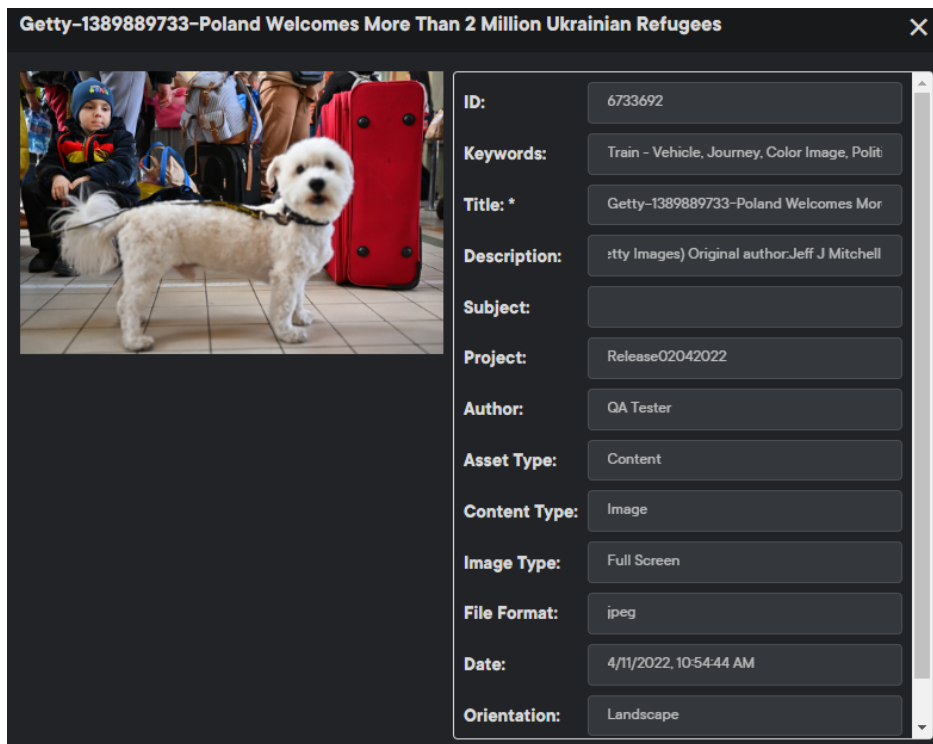 Getty-1389889733-Poland Welcomes More Than 2 Million Ukrainian Refugees
ID: 6733692
Keywords: Train - Vehicle, Journey, Color Image, Politi
Title: * Getty-1389889733-Poland Welcomes Mor
Description: etty Images) Original author:Jeff J Mitchell
Subject:
Project: Release02042022
Author: QA Tester
Asset Type: Content
Content Type: Image
Image Type: Full Screen
File Format: jpeg
Date: 4/11/2022, 10:54:44 AM
Orientation: Landscape